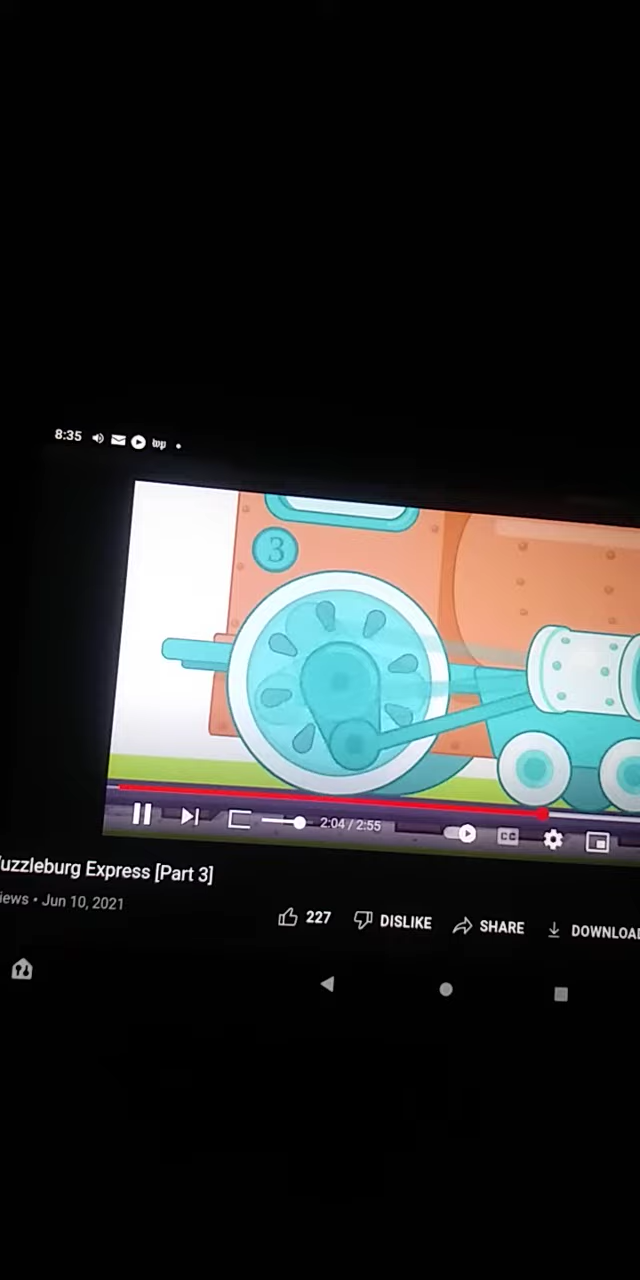 8:35
3
2:04 / 2:55
CC
uzzleburg Express [Part 3]
iews • Jun 10, 2021
227
DISLIKE
SHARE
DOWNLOA